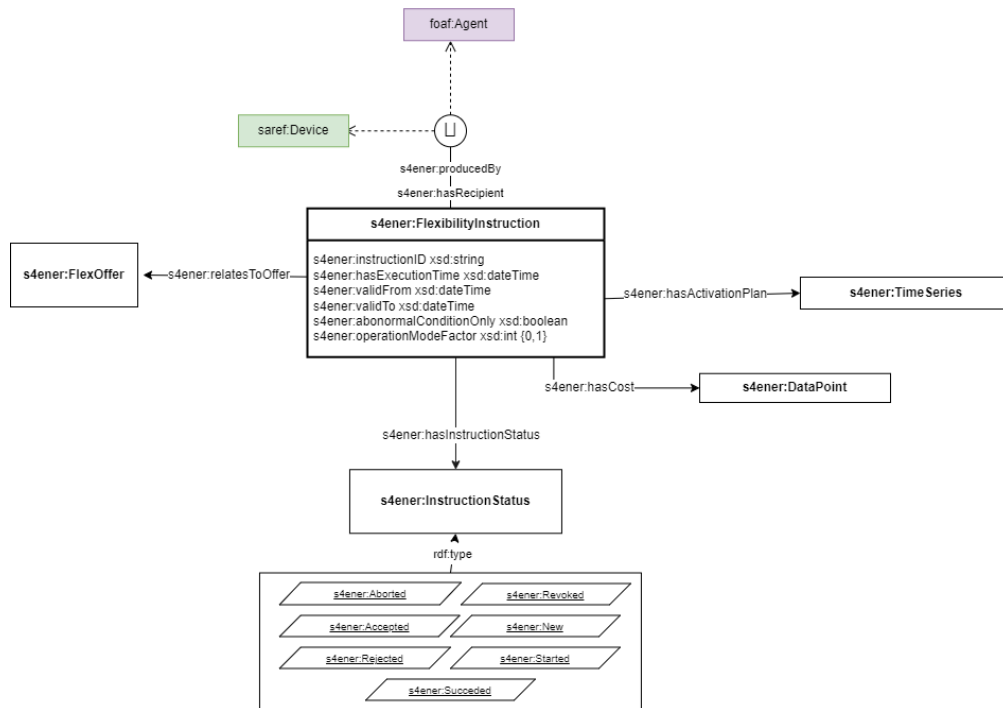 foaf:Agent
saref:Device
⊔
s4ener:producedBy
s4ener:hasRecipient
s4ener:FlexibilityInstruction
s4ener:instructionID xsd:string
s4ener:hasExecutionTime xsd:dateTime
s4ener:validFrom xsd:dateTime
s4ener:validTo xsd:dateTime
s4ener:abonormalConditionOnly xsd:boolean
s4ener:operationModeFactor xsd:int {0,1}
s4ener:FlexOffer
s4ener:relatesToOffer
s4ener:hasActivationPlan
s4ener:TimeSeries
s4ener:hasCost
s4ener:DataPoint
s4ener:hasInstructionStatus
s4ener:InstructionStatus
rdf:type
s4ener:Aborted
s4ener:Revoked
s4ener:Accepted
s4ener:New
s4ener:Rejected
s4ener:Started
s4ener:Succeded